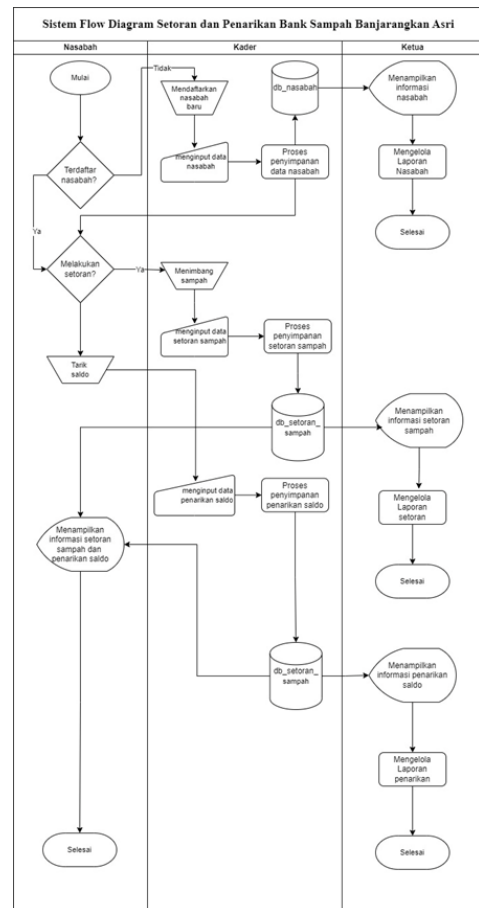 Sistem Flow Diagram Setoran dan Penarikan Bank Sampah Banjarangkan Asri
Nasabah
Kader
Ketua
Mulai
Tidak
Mendaftarkan
nasabah
baru
db_nasabah
Menampilkan
informasi
nasabah
Terdaftar
nasabah?
menginput data
nasabah
Proses
penyimpanan
data nasabah
Mengelola
Laporan
Nasabah
Selesai
Ya
Melakukan
setoran?
Ya
Menimbang
sampah
menginput data
setoran sampah
Proses
penyimpanan
setoran sampah
Tarik
saldo
db_setoran_
sampah
Menampilkan
informasi setoran
sampah
menginput data
penarikan saldo
Proses
penyimpanan
penarikan saldo
Mengelola
Laporan
setoran
Menampilkan
informasi setoran
sampah dan
penarikan saldo
Selesai
db_setoran_
sampah
Menampilkan
informasi penarikan
saldo
Mengelola
Laporan
penarikan
Selesai
Selesai